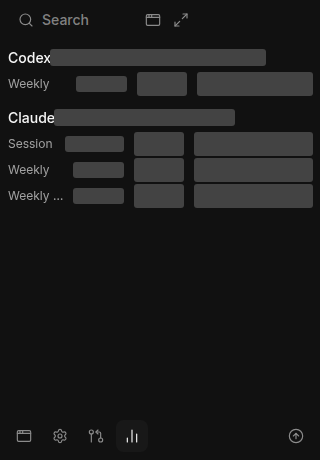 Search
Codex
Weekly
Claude
Session
Weekly
Weekly ...